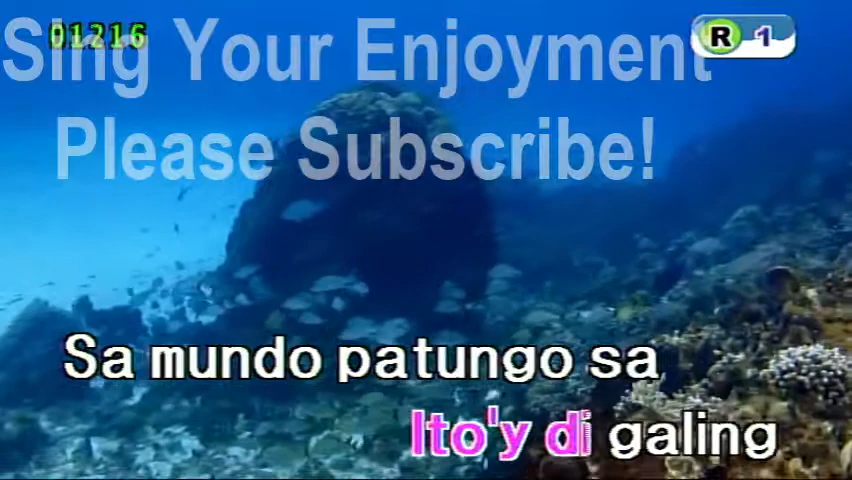 01216
R 1
Sing Your Enjoyment
Please Subscribe!
Sa mundo patungo sa
Ito'y di galing